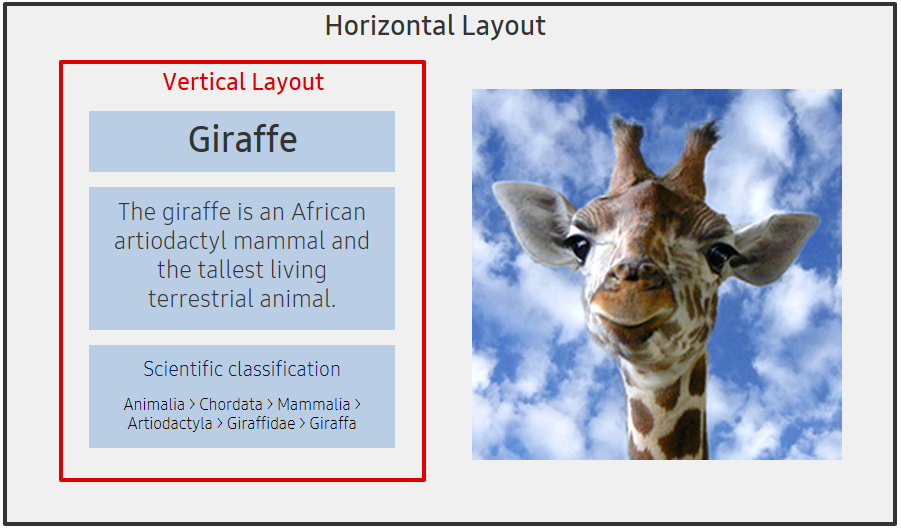 Horizontal Layout
Vertical Layout
Giraffe
The giraffe is an African
artiodactyl mammal and
the tallest living
terrestrial animal.
Scientific classification
Animalia > Chordata > Mammalia >
Artiodactyla > Giraffidae > Giraffa